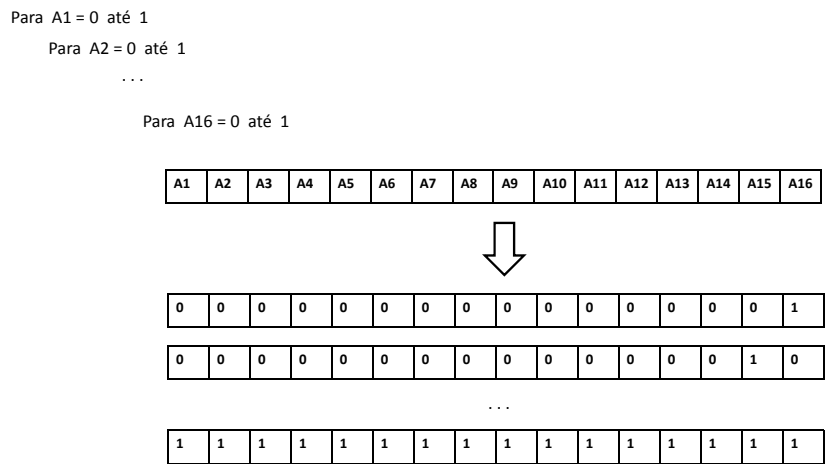 Para A1 = 0 até 1
Para A2 = 0 até 1
. . .
Para A16 = 0 até 1
A1 A2 A3 A4 A5 A6 A7 A8 A9 A10 A11 A12 A13 A14 A15 A16
0 0 0 0 0 0 0 0 0 0 0 0 0 0 0 1
0 0 0 0 0 0 0 0 0 0 0 0 0 0 1 0
. . .
1 1 1 1 1 1 1 1 1 1 1 1 1 1 1 1